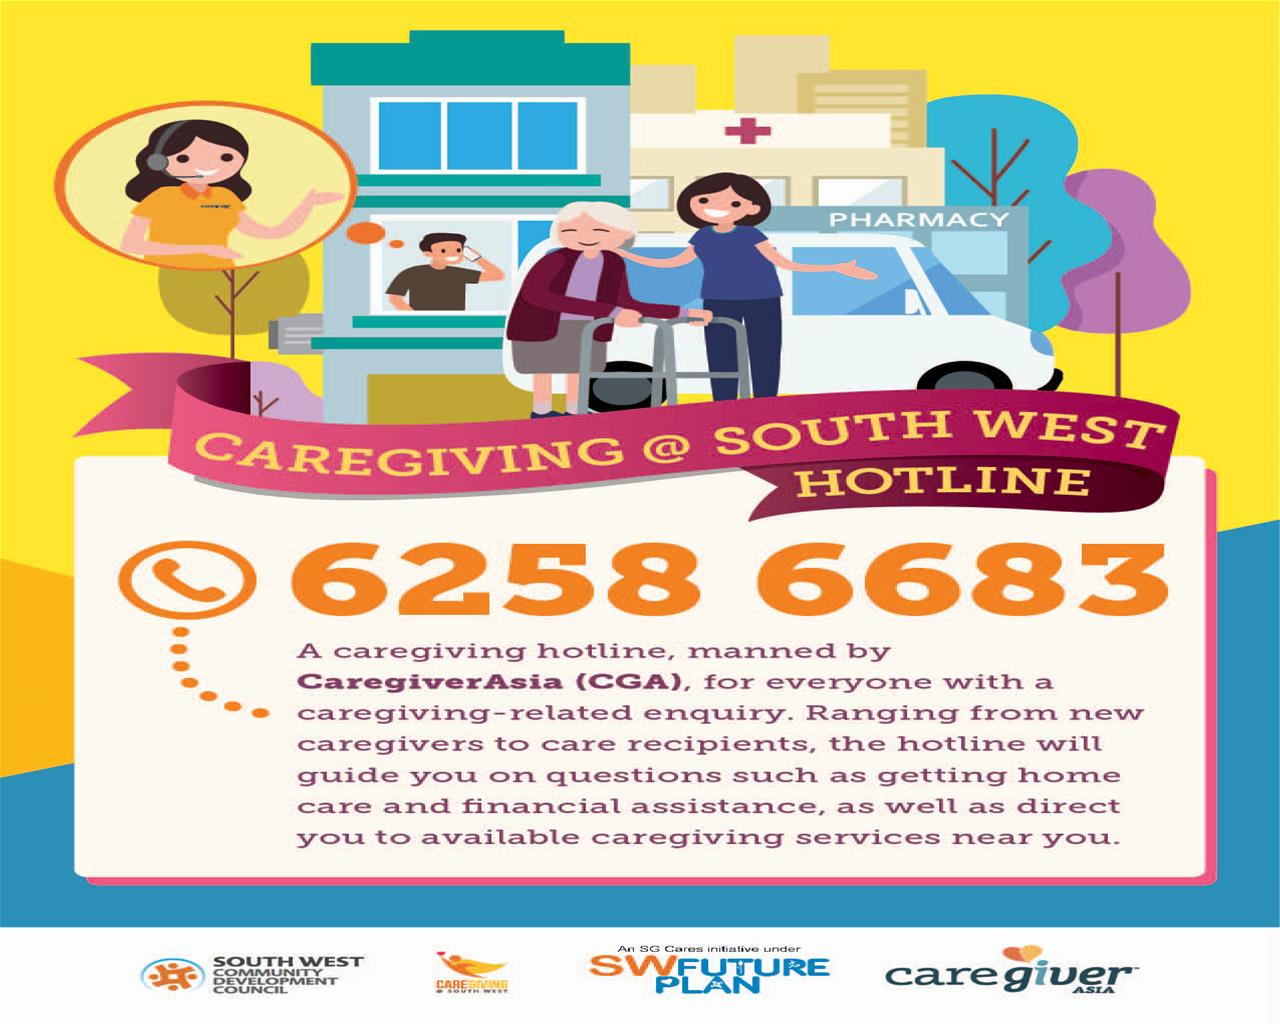 PHARMACY
CAREGIVING @ SOUTH WEST
HOTLINE
6258 6683
A caregiving hotline, manned by
CaregiverAsia (CGA), for everyone with a
caregiving-related enquiry. Ranging from new
caregivers to care recipients, the hotline will
guide you on questions such as getting home
care and financial assistance, as well as direct
you to available caregiving services near you.
SOUTH WEST
COMMUNITY
DEVELOPMENT
COUNCIL
CAREGIVING
@ SOUTH WEST
An SG Cares initiative under
SWFUTURE
PLAN
caregiver
ASIA